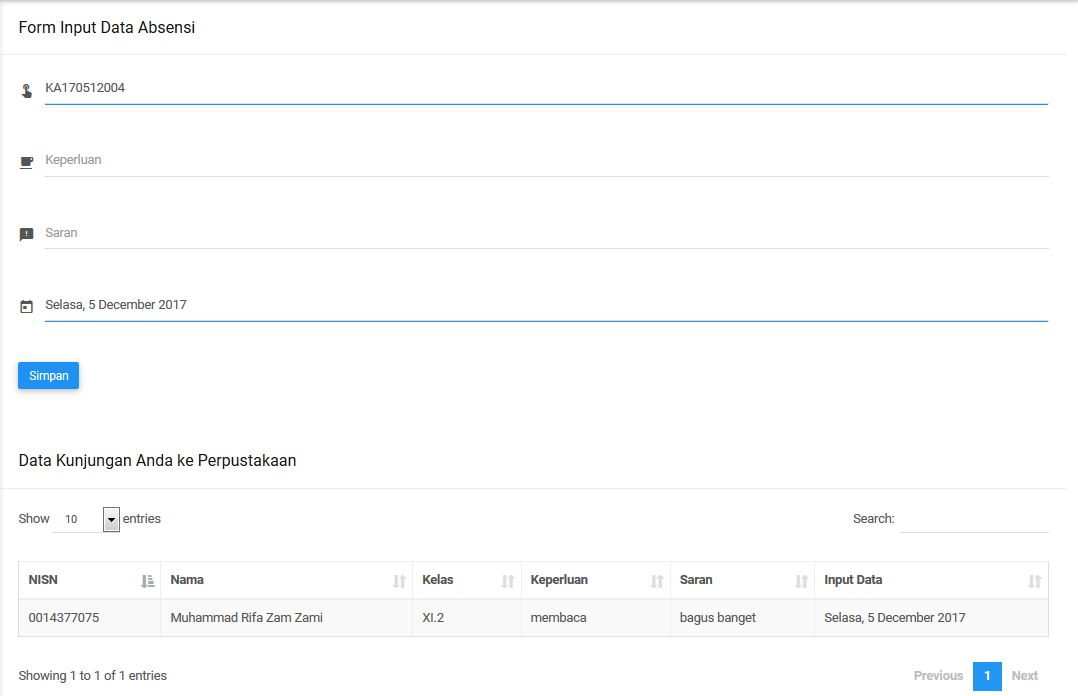 Form Input Data Absensi
KA170512004
Keperluan
Saran
Selasa, 5 December 2017
Simpan
Data Kunjungan Anda ke Perpustakaan
Show 10 entries Search:
NISN Nama Kelas Keperluan Saran Input Data
0014377075 Muhammad Rifa Zam Zami XI.2 membaca bagus banget Selasa, 5 December 2017
Showing 1 to 1 of 1 entries Previous 1 Next